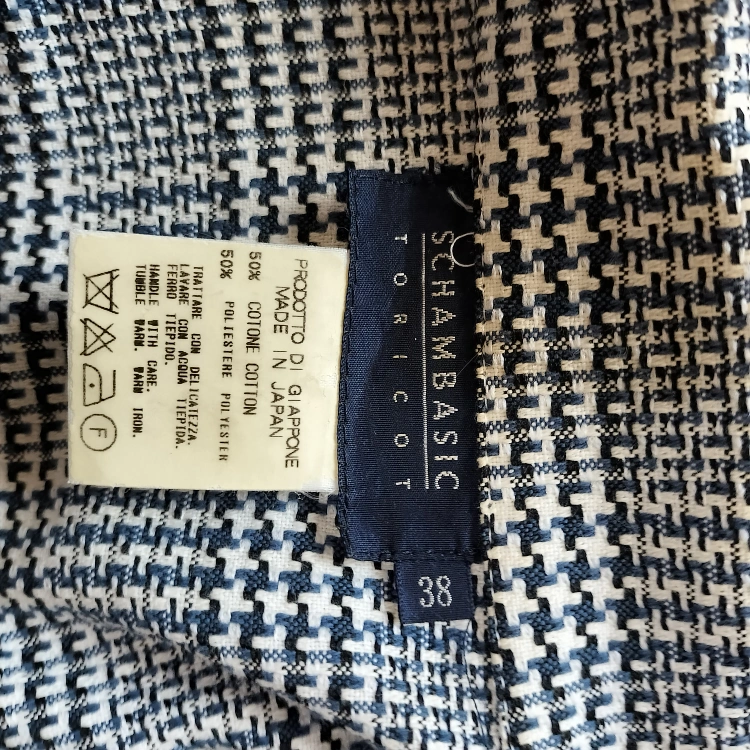 SCHAMBASIC
TORICOT
38
PRODOTTO DI GIAPPONE
MADE IN JAPAN
50% COTONE COTTON
50% POLIESTERE POLYESTER
TRATTARE CON DELICATEZZA.
LAVARE CON ACQUA TIEPIDA.
FERRO TIEPIDO.
HANDLE WITH CARE.
TUMBLE WARM. WARM IRON.
F